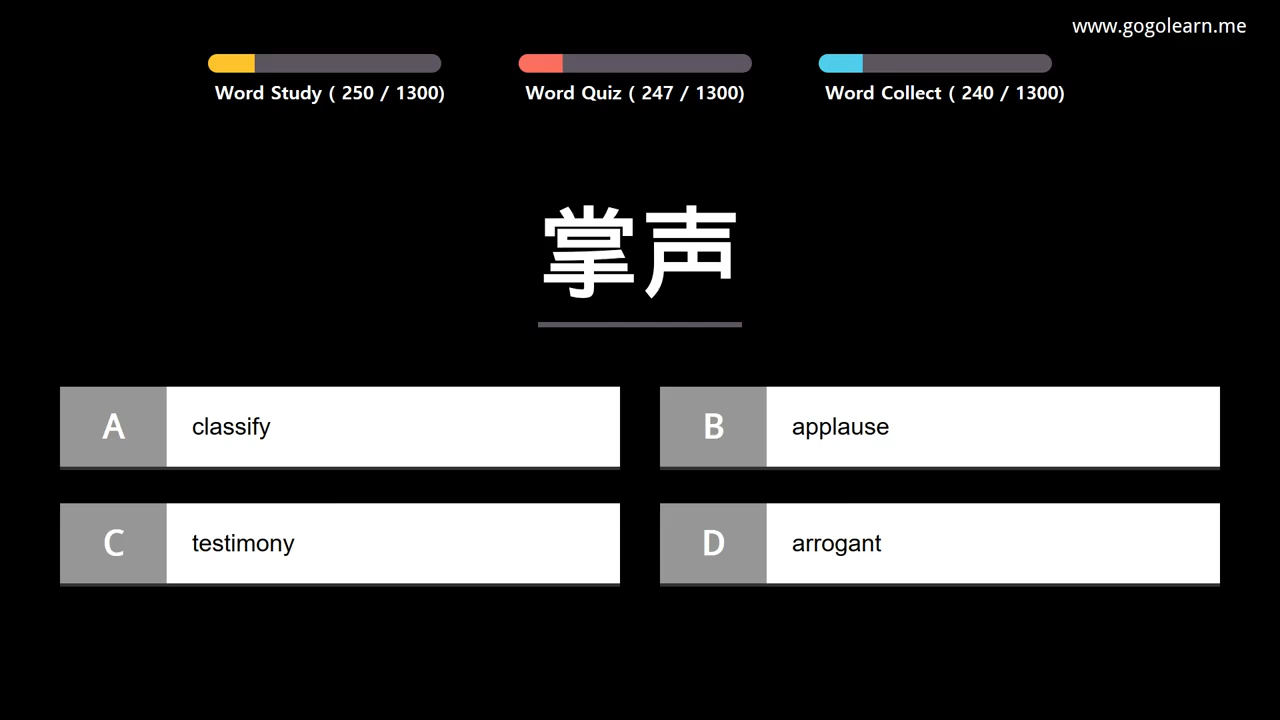 www.gogolearn.me
Word Study ( 250 / 1300)
Word Quiz ( 247 / 1300)
Word Collect ( 240 / 1300)
掌声
A
classify
B
applause
C
testimony
D
arrogant